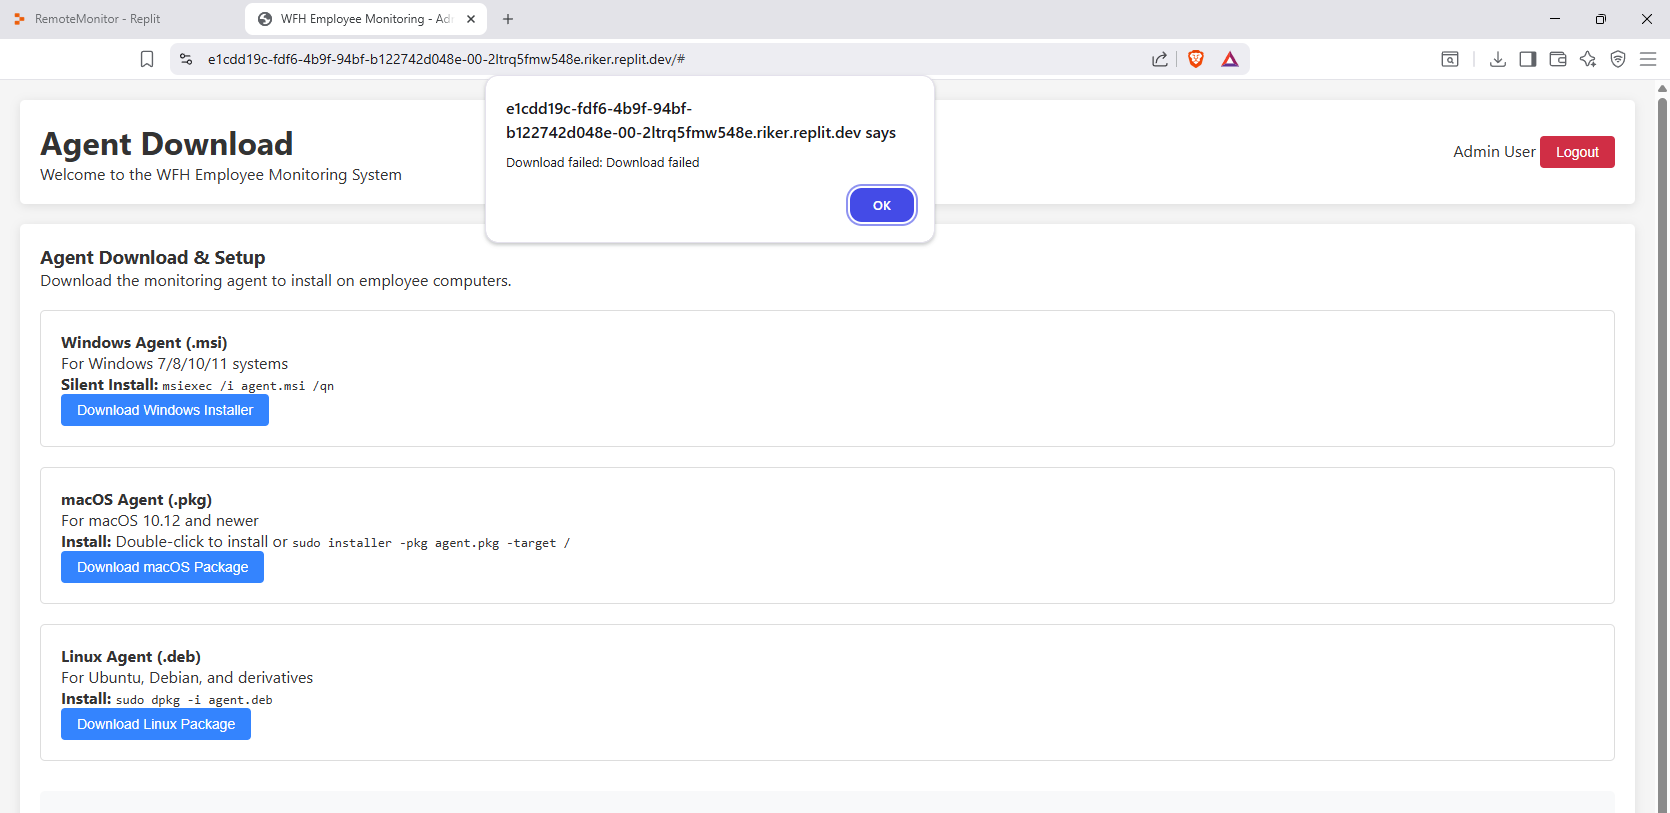 RemoteMonitor - Replit
WFH Employee Monitoring - Ad
e1cdd19c-fdf6-4b9f-94bf-b122742d048e-00-2ltrq5fmw548e.riker.replit.dev/#
e1cdd19c-fdf6-4b9f-94bf-
b122742d048e-00-2ltrq5fmw548e.riker.replit.dev says
Download failed: Download failed
OK
Agent Download
Welcome to the WFH Employee Monitoring System
Admin User
Logout
Agent Download & Setup
Download the monitoring agent to install on employee computers.
Windows Agent (.msi)
For Windows 7/8/10/11 systems
Silent Install: msiexec /i agent.msi /qn
Download Windows Installer
macOS Agent (.pkg)
For macOS 10.12 and newer
Install: Double-click to install or sudo installer -pkg agent.pkg -target /
Download macOS Package
Linux Agent (.deb)
For Ubuntu, Debian, and derivatives
Install: sudo dpkg -i agent.deb
Download Linux Package